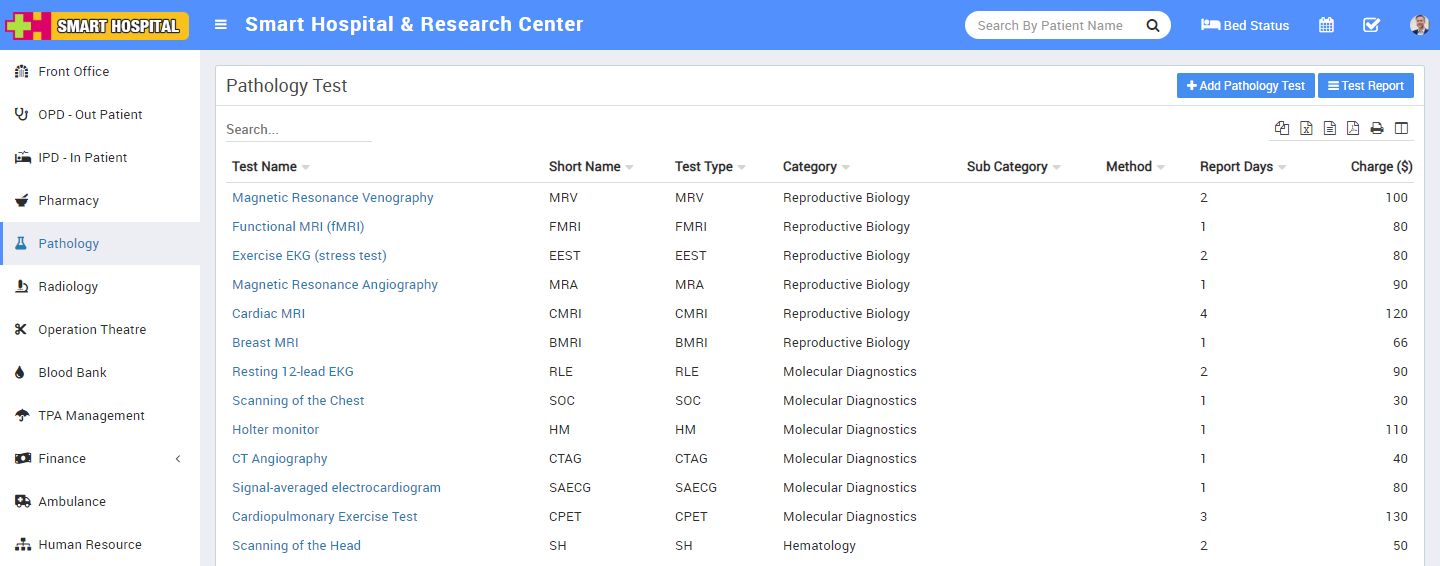 SMART HOSPITAL
Smart Hospital & Research Center
Search By Patient Name
Bed Status
Front Office
OPD - Out Patient
IPD - In Patient
Pharmacy
Pathology
Radiology
Operation Theatre
Blood Bank
TPA Management
Finance
Ambulance
Human Resource
Pathology Test
Add Pathology Test
Test Report
Search...
Test Name Short Name Test Type Category Sub Category Method Report Days Charge ($)
Magnetic Resonance Venography MRV MRV Reproductive Biology 2 100
Functional MRI (fMRI) FMRI FMRI Reproductive Biology 1 80
Exercise EKG (stress test) EEST EEST Reproductive Biology 2 80
Magnetic Resonance Angiography MRA MRA Reproductive Biology 1 90
Cardiac MRI CMRI CMRI Reproductive Biology 4 120
Breast MRI BMRI BMRI Reproductive Biology 1 66
Resting 12-lead EKG RLE RLE Molecular Diagnostics 2 90
Scanning of the Chest SOC SOC Molecular Diagnostics 1 30
Holter monitor HM HM Molecular Diagnostics 1 110
CT Angiography CTAG CTAG Molecular Diagnostics 1 40
Signal-averaged electrocardiogram SAECG SAECG Molecular Diagnostics 1 80
Cardiopulmonary Exercise Test CPET CPET Molecular Diagnostics 3 130
Scanning of the Head SH SH Hematology 2 50